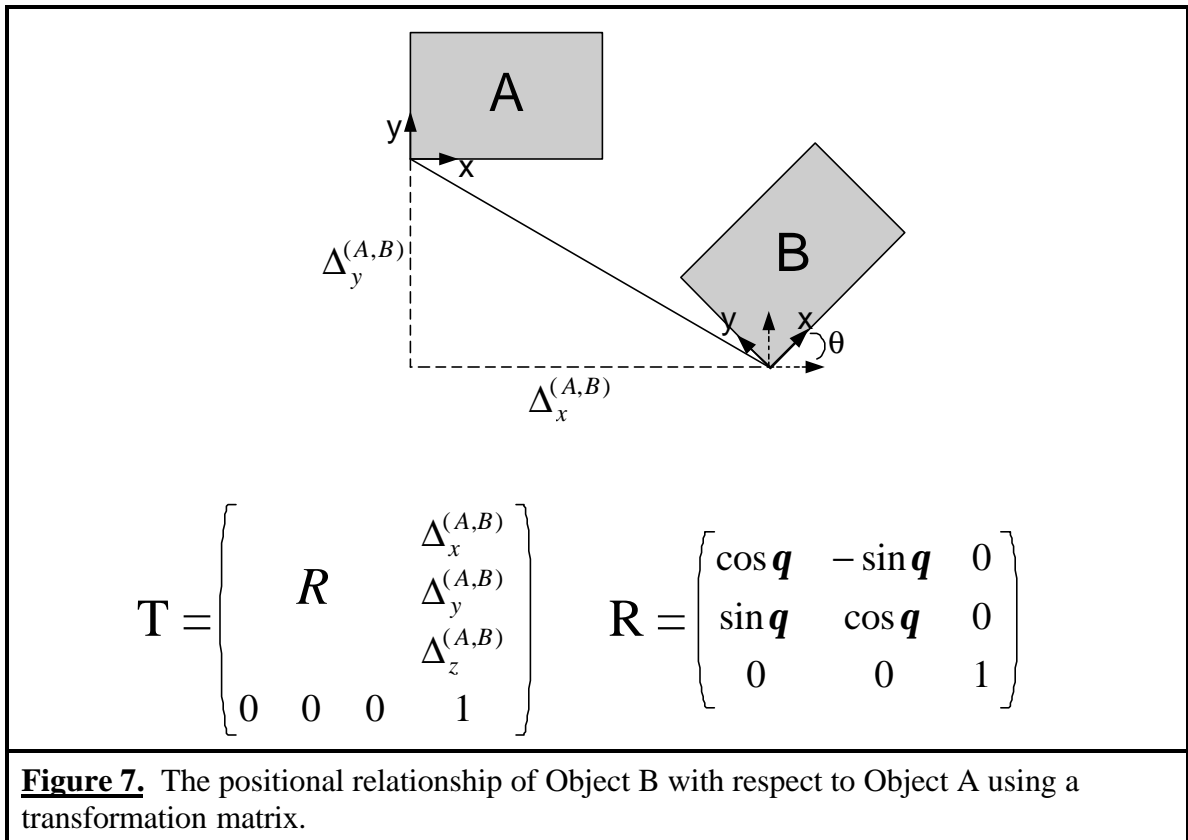 A
y
x
Δ_y^{(A,B)}
B
y
x
θ
Δ_x^{(A,B)}
T = ( R Δ_x^{(A,B)}
Δ_y^{(A,B)}
Δ_z^{(A,B)}
0 0 0 1 )
R = ( cos q − sin q 0
sin q cos q 0
0 0 1 )
Figure 7. The positional relationship of Object B with respect to Object A using a
transformation matrix.